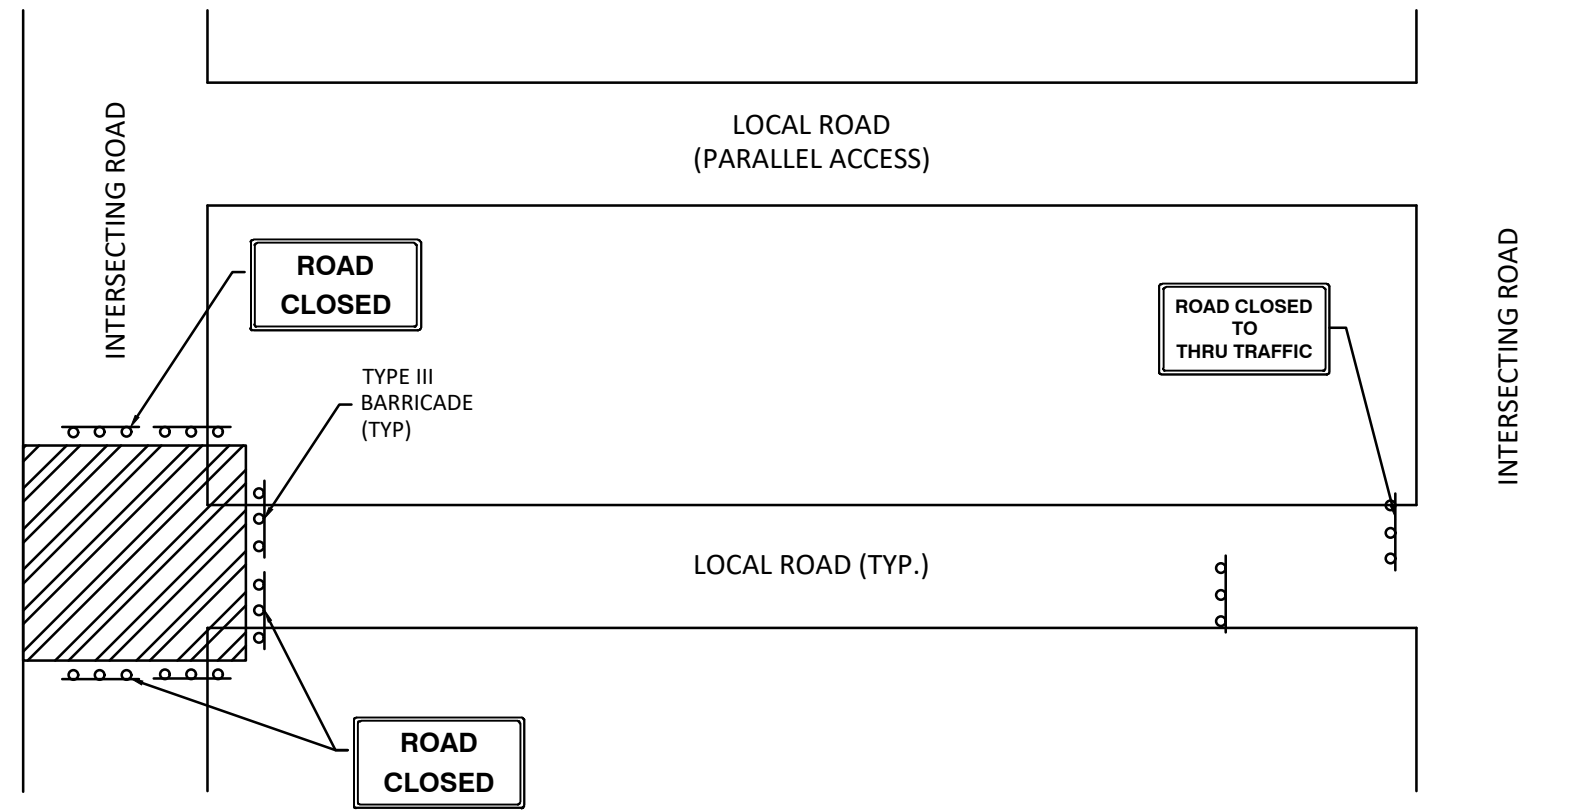 LOCAL ROAD
(PARALLEL ACCESS)
INTERSECTING ROAD
INTERSECTING ROAD
ROAD
CLOSED
ROAD CLOSED
TO
THRU TRAFFIC
TYPE III
BARRICADE
(TYP)
LOCAL ROAD (TYP.)
ROAD
CLOSED